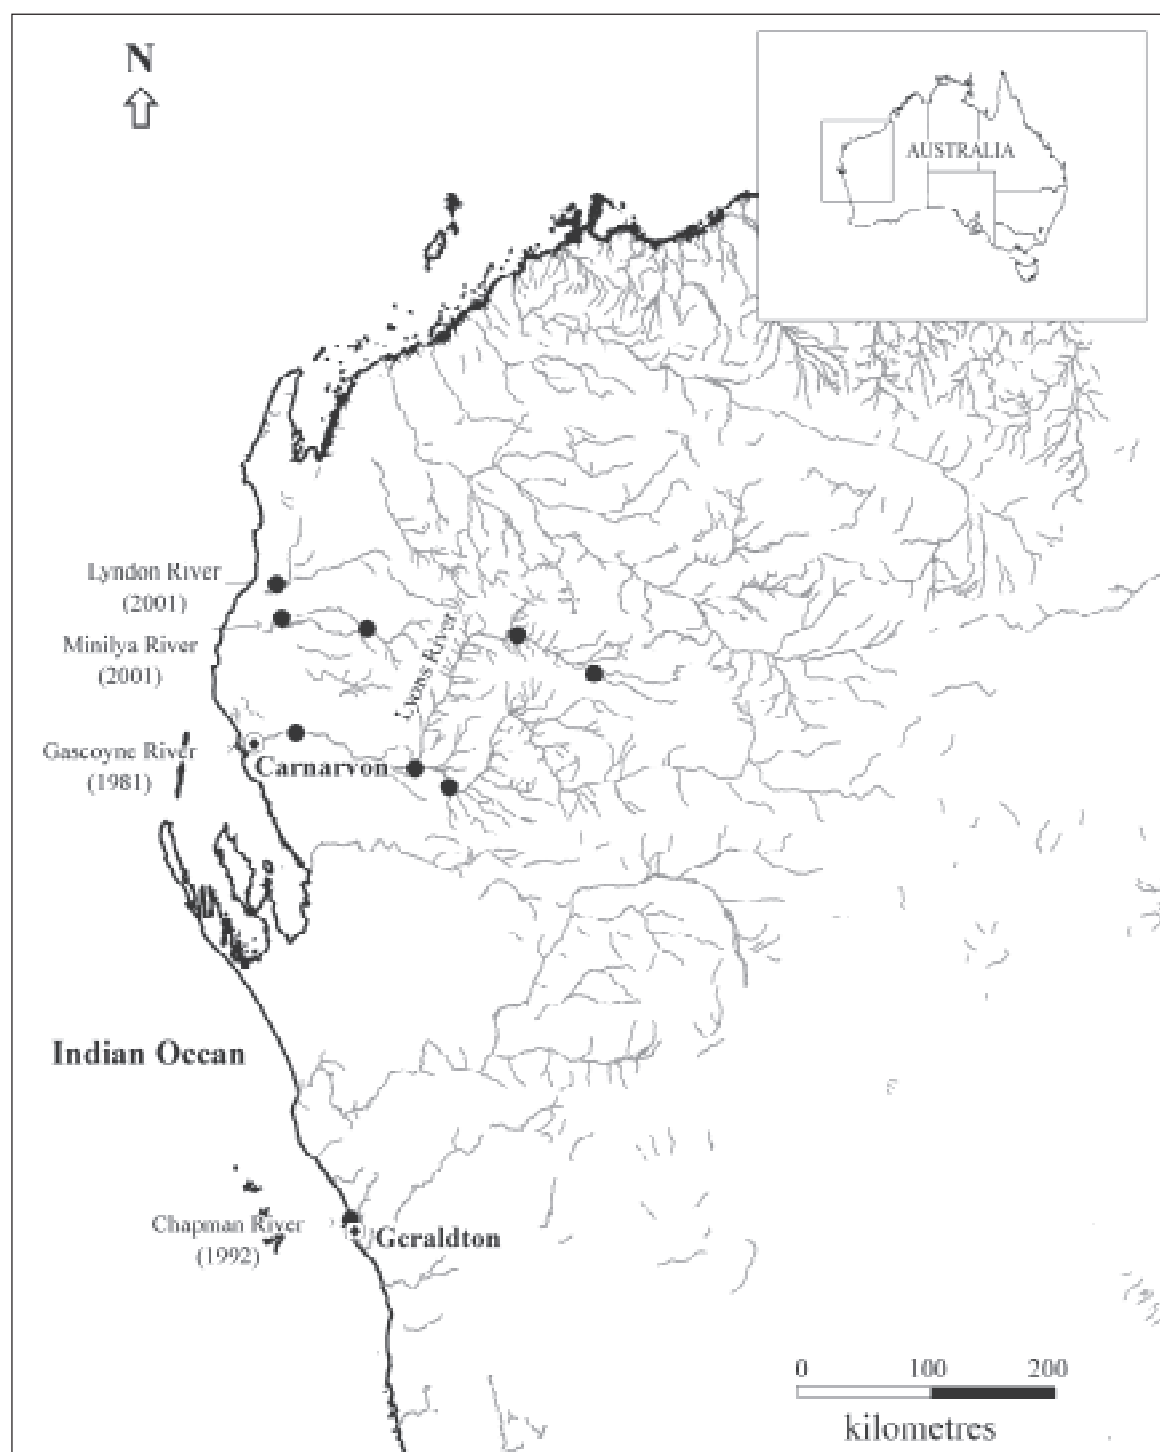 N
AUSTRALIA
Lyndon River
(2001)
Minilya River
(2001)
Lyons River
Gascoyne River
(1981)
Carnarvon
Indian Ocean
Chapman River
(1992)
Geraldton
0 100 200
kilometres